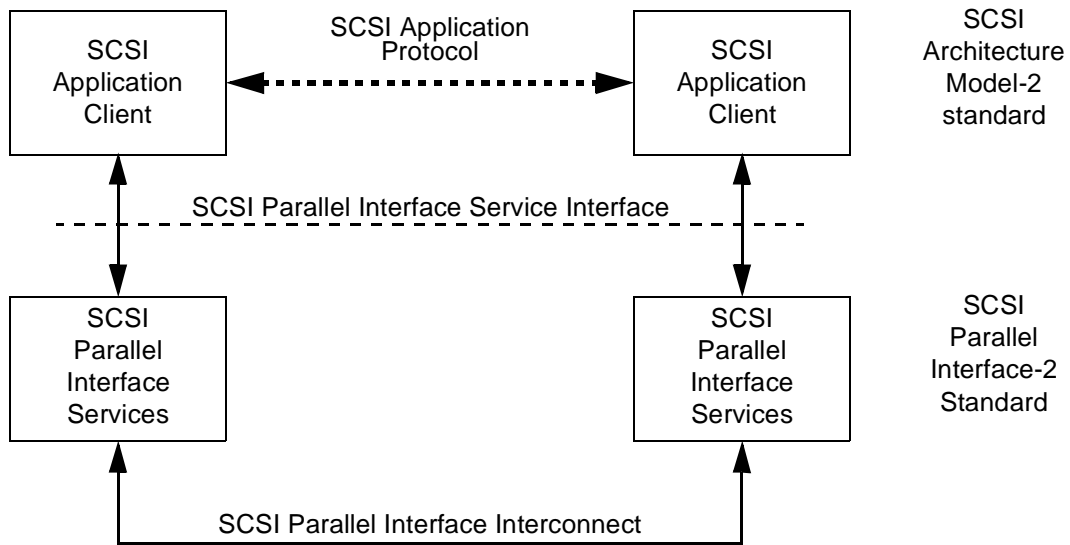 SCSI
Application
Client
SCSI Application
Protocol
SCSI
Application
Client
SCSI
Architecture
Model-2
standard
SCSI Parallel Interface Service Interface
SCSI
Parallel
Interface
Services
SCSI
Parallel
Interface
Services
SCSI
Parallel
Interface-2
Standard
SCSI Parallel Interface Interconnect